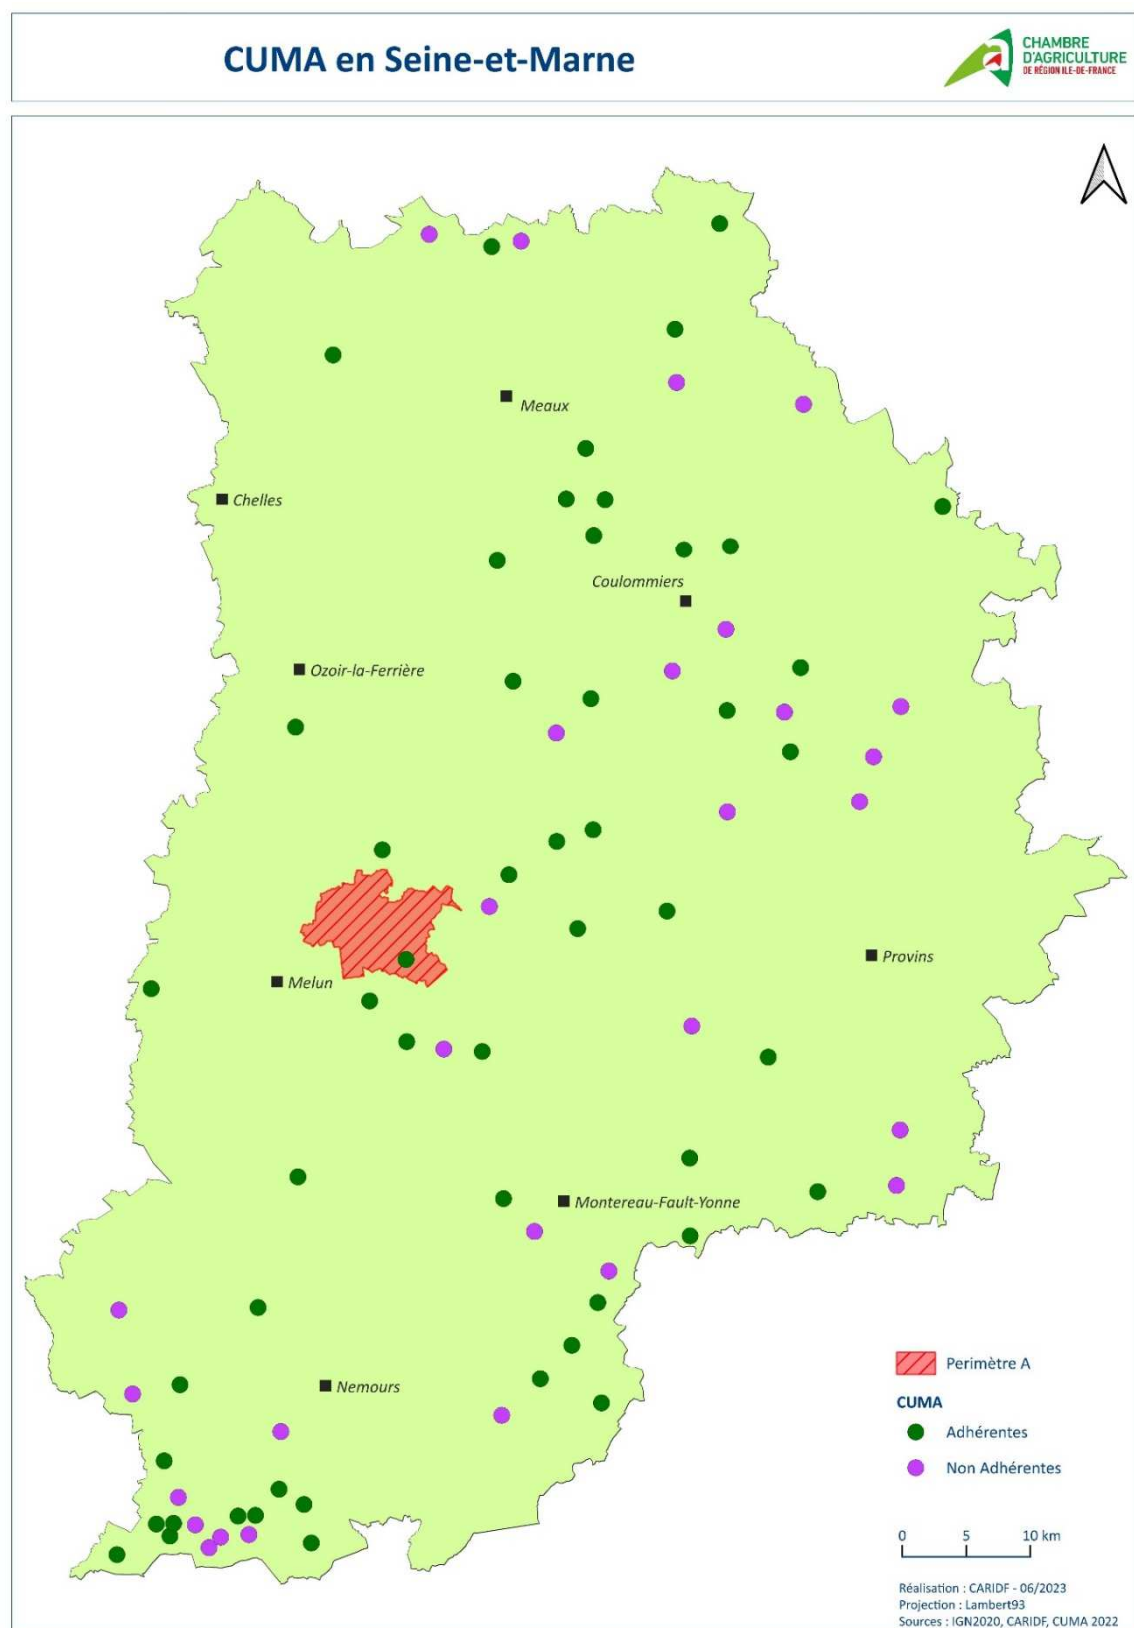 CUMA en Seine-et-Marne
CHAMBRE
D'AGRICULTURE
DE RÉGION ILE-DE-FRANCE
Meaux
Chelles
Coulommiers
Ozoir-la-Ferrière
Provins
Melun
Montereau-Fault-Yonne
Nemours
Perimètre A
CUMA
Adhérentes
Non Adhérentes
0 5 10 km
Réalisation : CARIDF - 06/2023
Projection : Lambert93
Sources : IGN2020, CARIDF, CUMA 2022